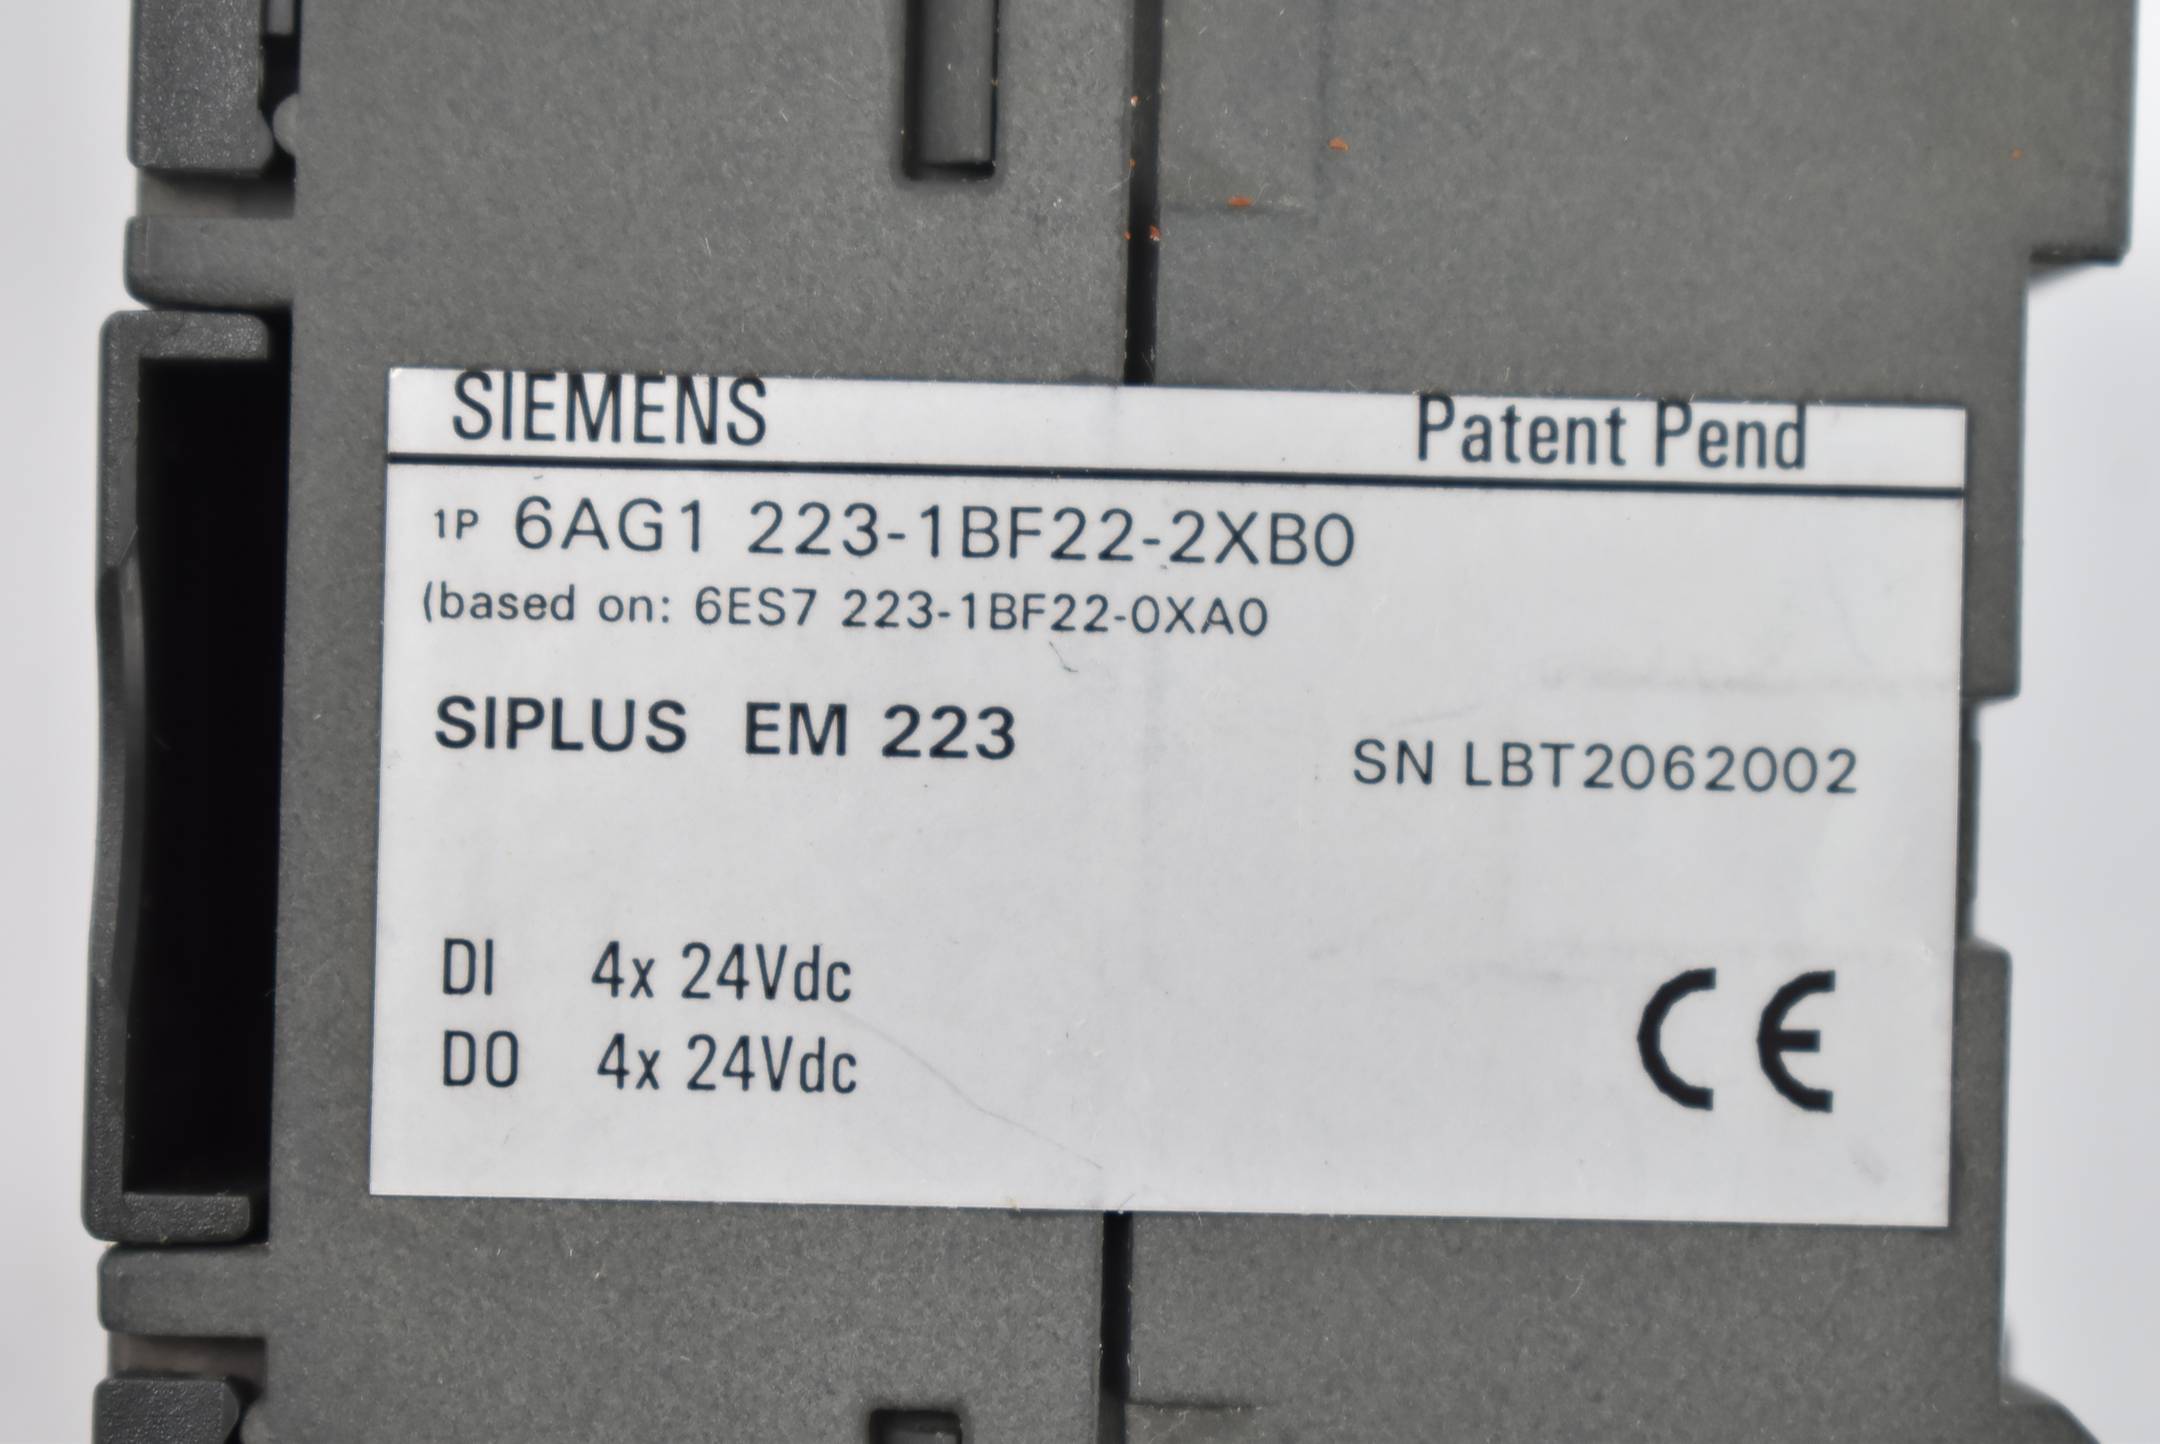 SIEMENS Patent Pend
1P 6AG1 223-1BF22-2XB0
(based on: 6ES7 223-1BF22-0XA0
SIPLUS EM 223
SN LBT2062002
DI 4x 24Vdc
DO 4x 24Vdc
CE